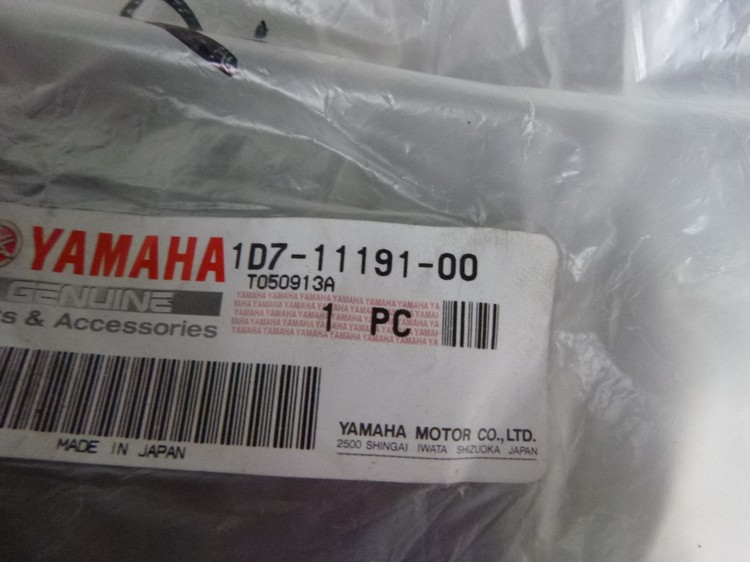 YAMAHA 1D7-11191-00
T050913A
GENUINE
s & Accessories
1 PC
YAMAHA MOTOR CO.,LTD.
2500 SHINGAI IWATA SHIZUOKA JAPAN
MADE IN JAPAN